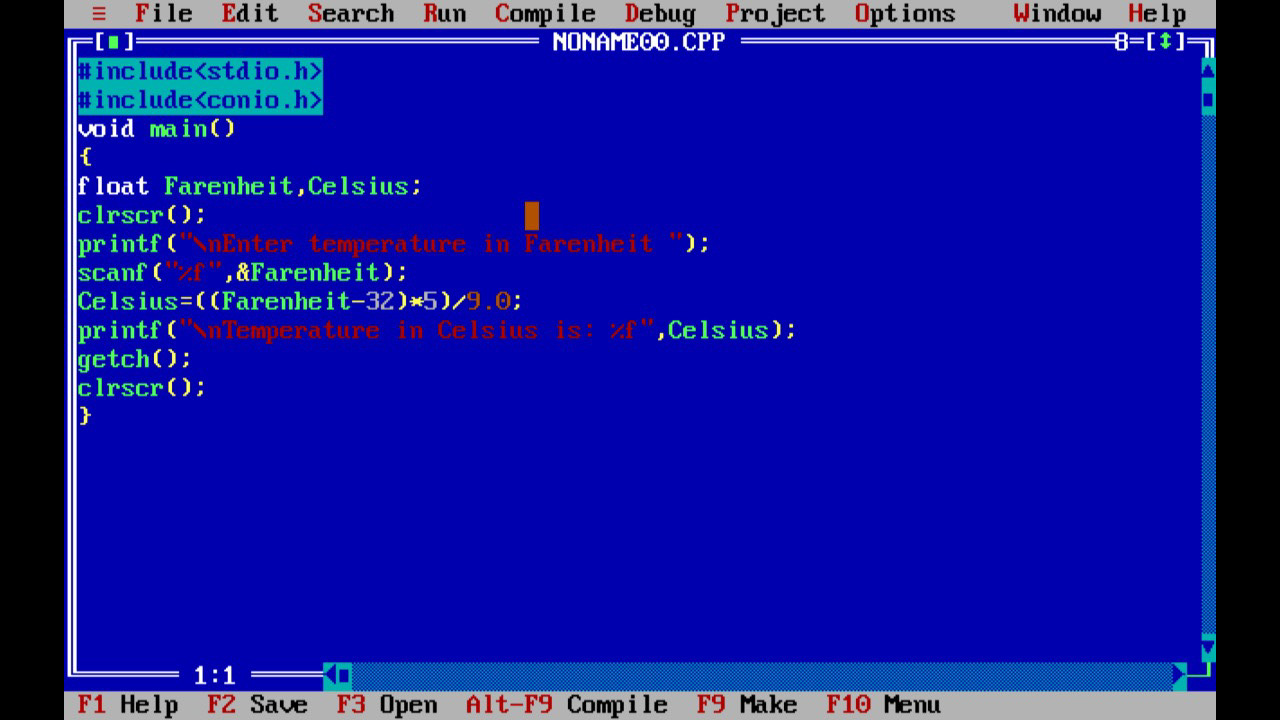 ≡ File Edit Search Run Compile Debug Project Options Window Help
[■] NONAME00.CPP 8=[↕]
#include<stdio.h>
#include<conio.h>
void main()
{
float Farenheit,Celsius;
clrscr();
printf("\nEnter temperature in Farenheit ");
scanf("%f",&Farenheit);
Celsius=((Farenheit-32)*5)/9.0;
printf("\nTemperature in Celsius is: %f",Celsius);
getch();
clrscr();
}
1:1
F1 Help F2 Save F3 Open Alt-F9 Compile F9 Make F10 Menu